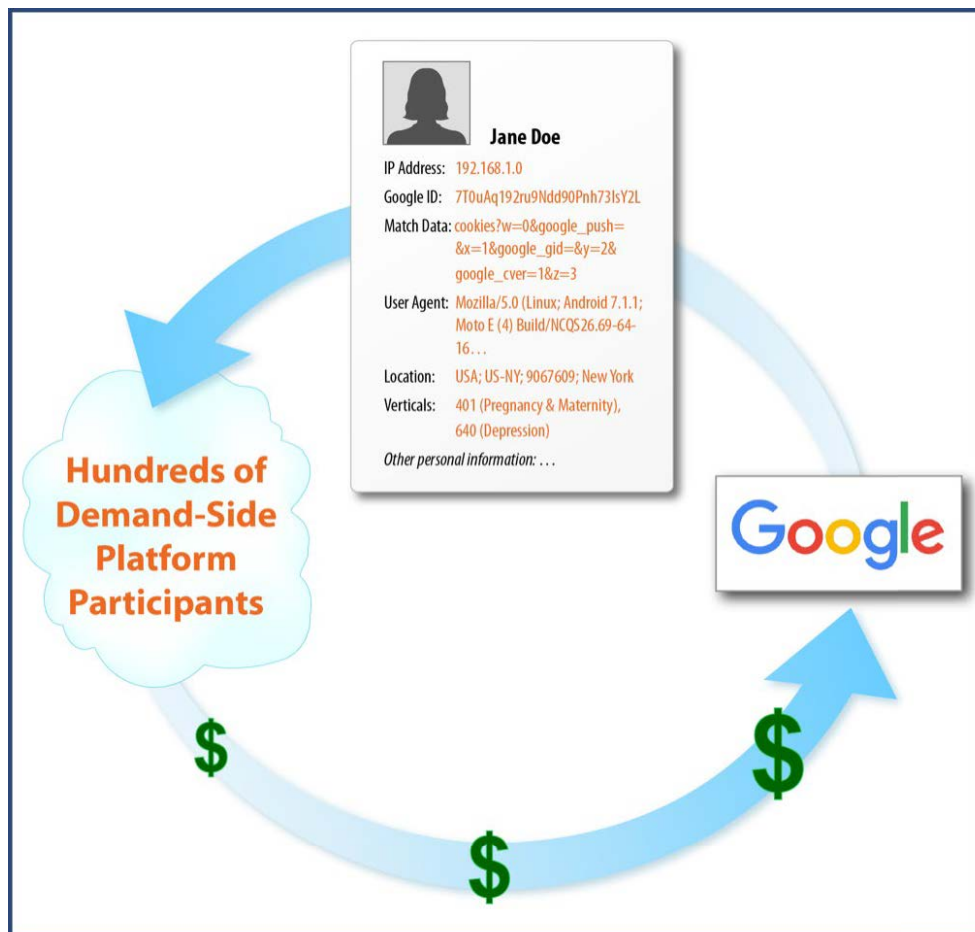 Jane Doe
IP Address: 192.168.1.0
Google ID: 7T0uAq192ru9Ndd90Pnh73IsY2L
Match Data: cookies?w=0&google_push=
&x=1&google_gid=&y=2&
google_cver=1&z=3
User Agent: Mozilla/5.0 (Linux; Android 7.1.1;
Moto E (4) Build/NCQS26.69-64-
16…
Location: USA; US-NY; 9067609; New York
Verticals: 401 (Pregnancy & Maternity),
640 (Depression)
Other personal information: …
Hundreds of
Demand-Side
Platform
Participants
Google
$
$
$